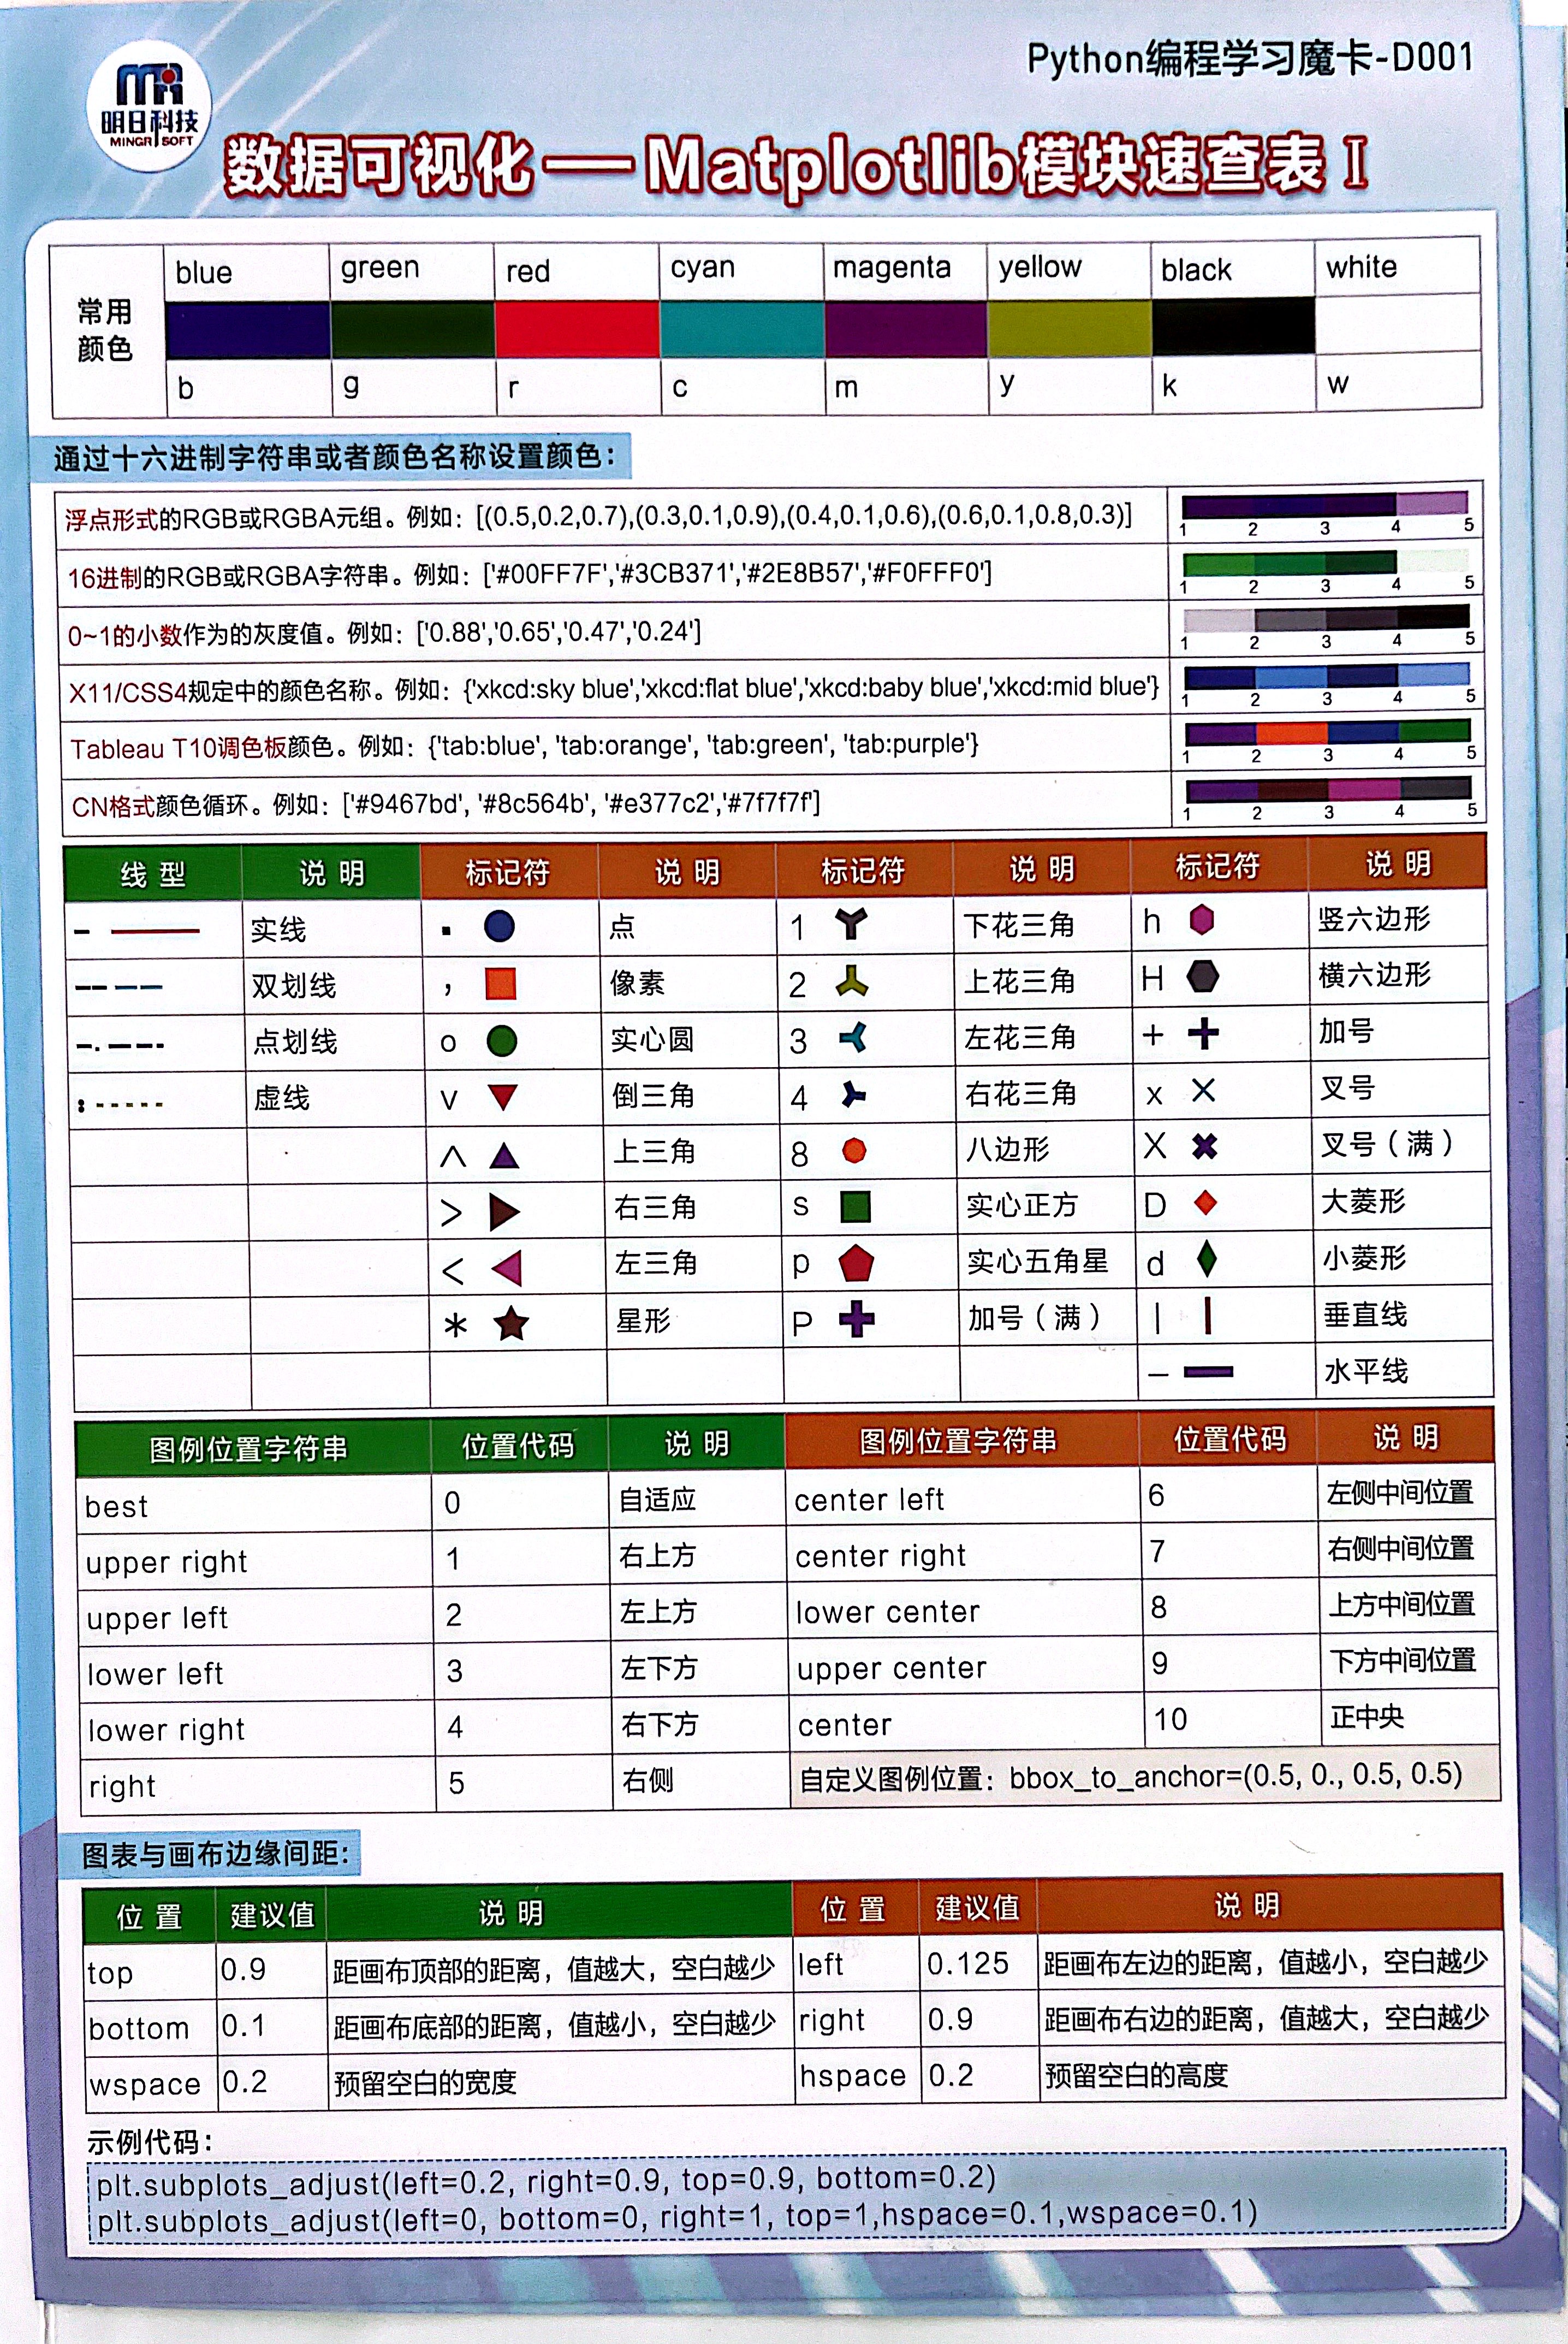 Python编程学习魔卡-D001
明日科技
MINGRI SOFT
数据可视化——Matplotlib模块速查表 I
常用颜色 blue green red cyan magenta yellow black white
b g r c m y k w
通过十六进制字符串或者颜色名称设置颜色：
浮点形式的RGB或RGBA元组。例如：[(0.5,0.2,0.7),(0.3,0.1,0.9),(0.4,0.1,0.6),(0.6,0.1,0.8,0.3)] 1 2 3 4 5
16进制的RGB或RGBA字符串。例如：['#00FF7F','#3CB371','#2E8B57','#F0FFF0'] 1 2 3 4 5
0~1的小数作为的灰度值。例如：['0.88','0.65','0.47','0.24'] 1 2 3 4 5
X11/CSS4规定中的颜色名称。例如：{'xkcd:sky blue','xkcd:flat blue','xkcd:baby blue','xkcd:mid blue'} 1 2 3 4 5
Tableau T10调色板颜色。例如：{'tab:blue', 'tab:orange', 'tab:green', 'tab:purple'} 1 2 3 4 5
CN格式颜色循环。例如：['#9467bd', '#8c564b', '#e377c2','#7f7f7f'] 1 2 3 4 5
线 型 说 明 标记符 说 明 标记符 说 明 标记符 说 明
- 实线 . 点 1 下花三角 h 竖六边形
-- 双划线 , 像素 2 上花三角 H 横六边形
-. 点划线 o 实心圆 3 左花三角 + 加号
: 虚线 v 倒三角 4 右花三角 x 叉号
^ 上三角 8 八边形 X 叉号（满）
> 右三角 s 实心正方 D 大菱形
< 左三角 p 实心五角星 d 小菱形
* 星形 P 加号（满） | 垂直线
– 水平线
图例位置字符串 位置代码 说 明 图例位置字符串 位置代码 说 明
best 0 自适应 center left 6 左侧中间位置
upper right 1 右上方 center right 7 右侧中间位置
upper left 2 左上方 lower center 8 上方中间位置
lower left 3 左下方 upper center 9 下方中间位置
lower right 4 右下方 center 10 正中央
right 5 右侧 自定义图例位置：bbox_to_anchor=(0.5, 0., 0.5, 0.5)
图表与画布边缘间距：
位 置 建议值 说 明 位 置 建议值 说 明
top 0.9 距画布顶部的距离，值越大，空白越少 left 0.125 距画布左边的距离，值越小，空白越少
bottom 0.1 距画布底部的距离，值越小，空白越少 right 0.9 距画布右边的距离，值越大，空白越少
wspace 0.2 预留空白的宽度 hspace 0.2 预留空白的高度
示例代码：
plt.subplots_adjust(left=0.2, right=0.9, top=0.9, bottom=0.2)
plt.subplots_adjust(left=0, bottom=0, right=1, top=1,hspace=0.1,wspace=0.1)